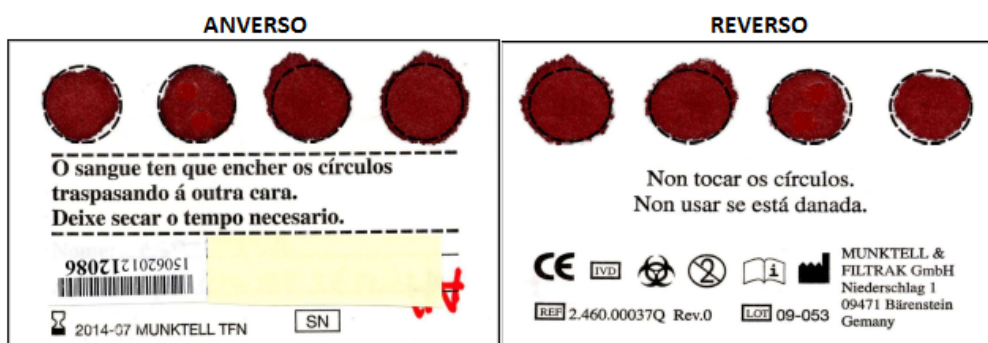 ANVERSO
REVERSO
O sangue ten que encher os círculos
traspasando á outra cara.
Deixe secar o tempo necesario.
1506201212086
2014-07 MUNKTELL TFN
SN
Non tocar os círculos.
Non usar se está danada.
CE IVD 2 i
MUNKTELL &
FILTRAK GmbH
Niederschlag 1
09471 Bärenstein
Gemany
REF 2.460.00037Q Rev.0 LOT 09-053